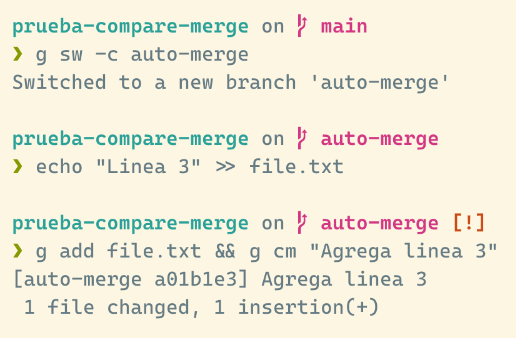 prueba-compare-merge on main
❯ g sw -c auto-merge
Switched to a new branch 'auto-merge'
prueba-compare-merge on auto-merge
❯ echo "Linea 3" >> file.txt
prueba-compare-merge on auto-merge [!]
❯ g add file.txt && g cm "Agrega linea 3"
[auto-merge a01b1e3] Agrega linea 3
1 file changed, 1 insertion(+)